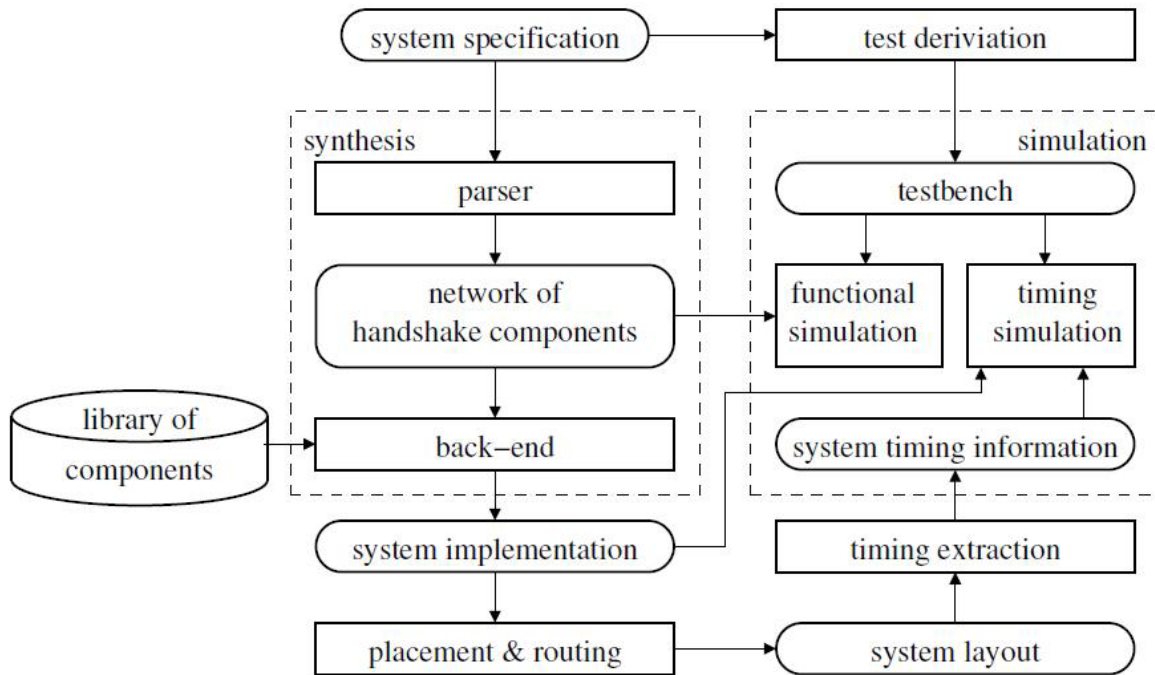 system specification
test deriviation
synthesis
simulation
parser
testbench
network of
handshake components
functional
simulation
timing
simulation
library of
components
back–end
system timing information
system implementation
timing extraction
placement & routing
system layout